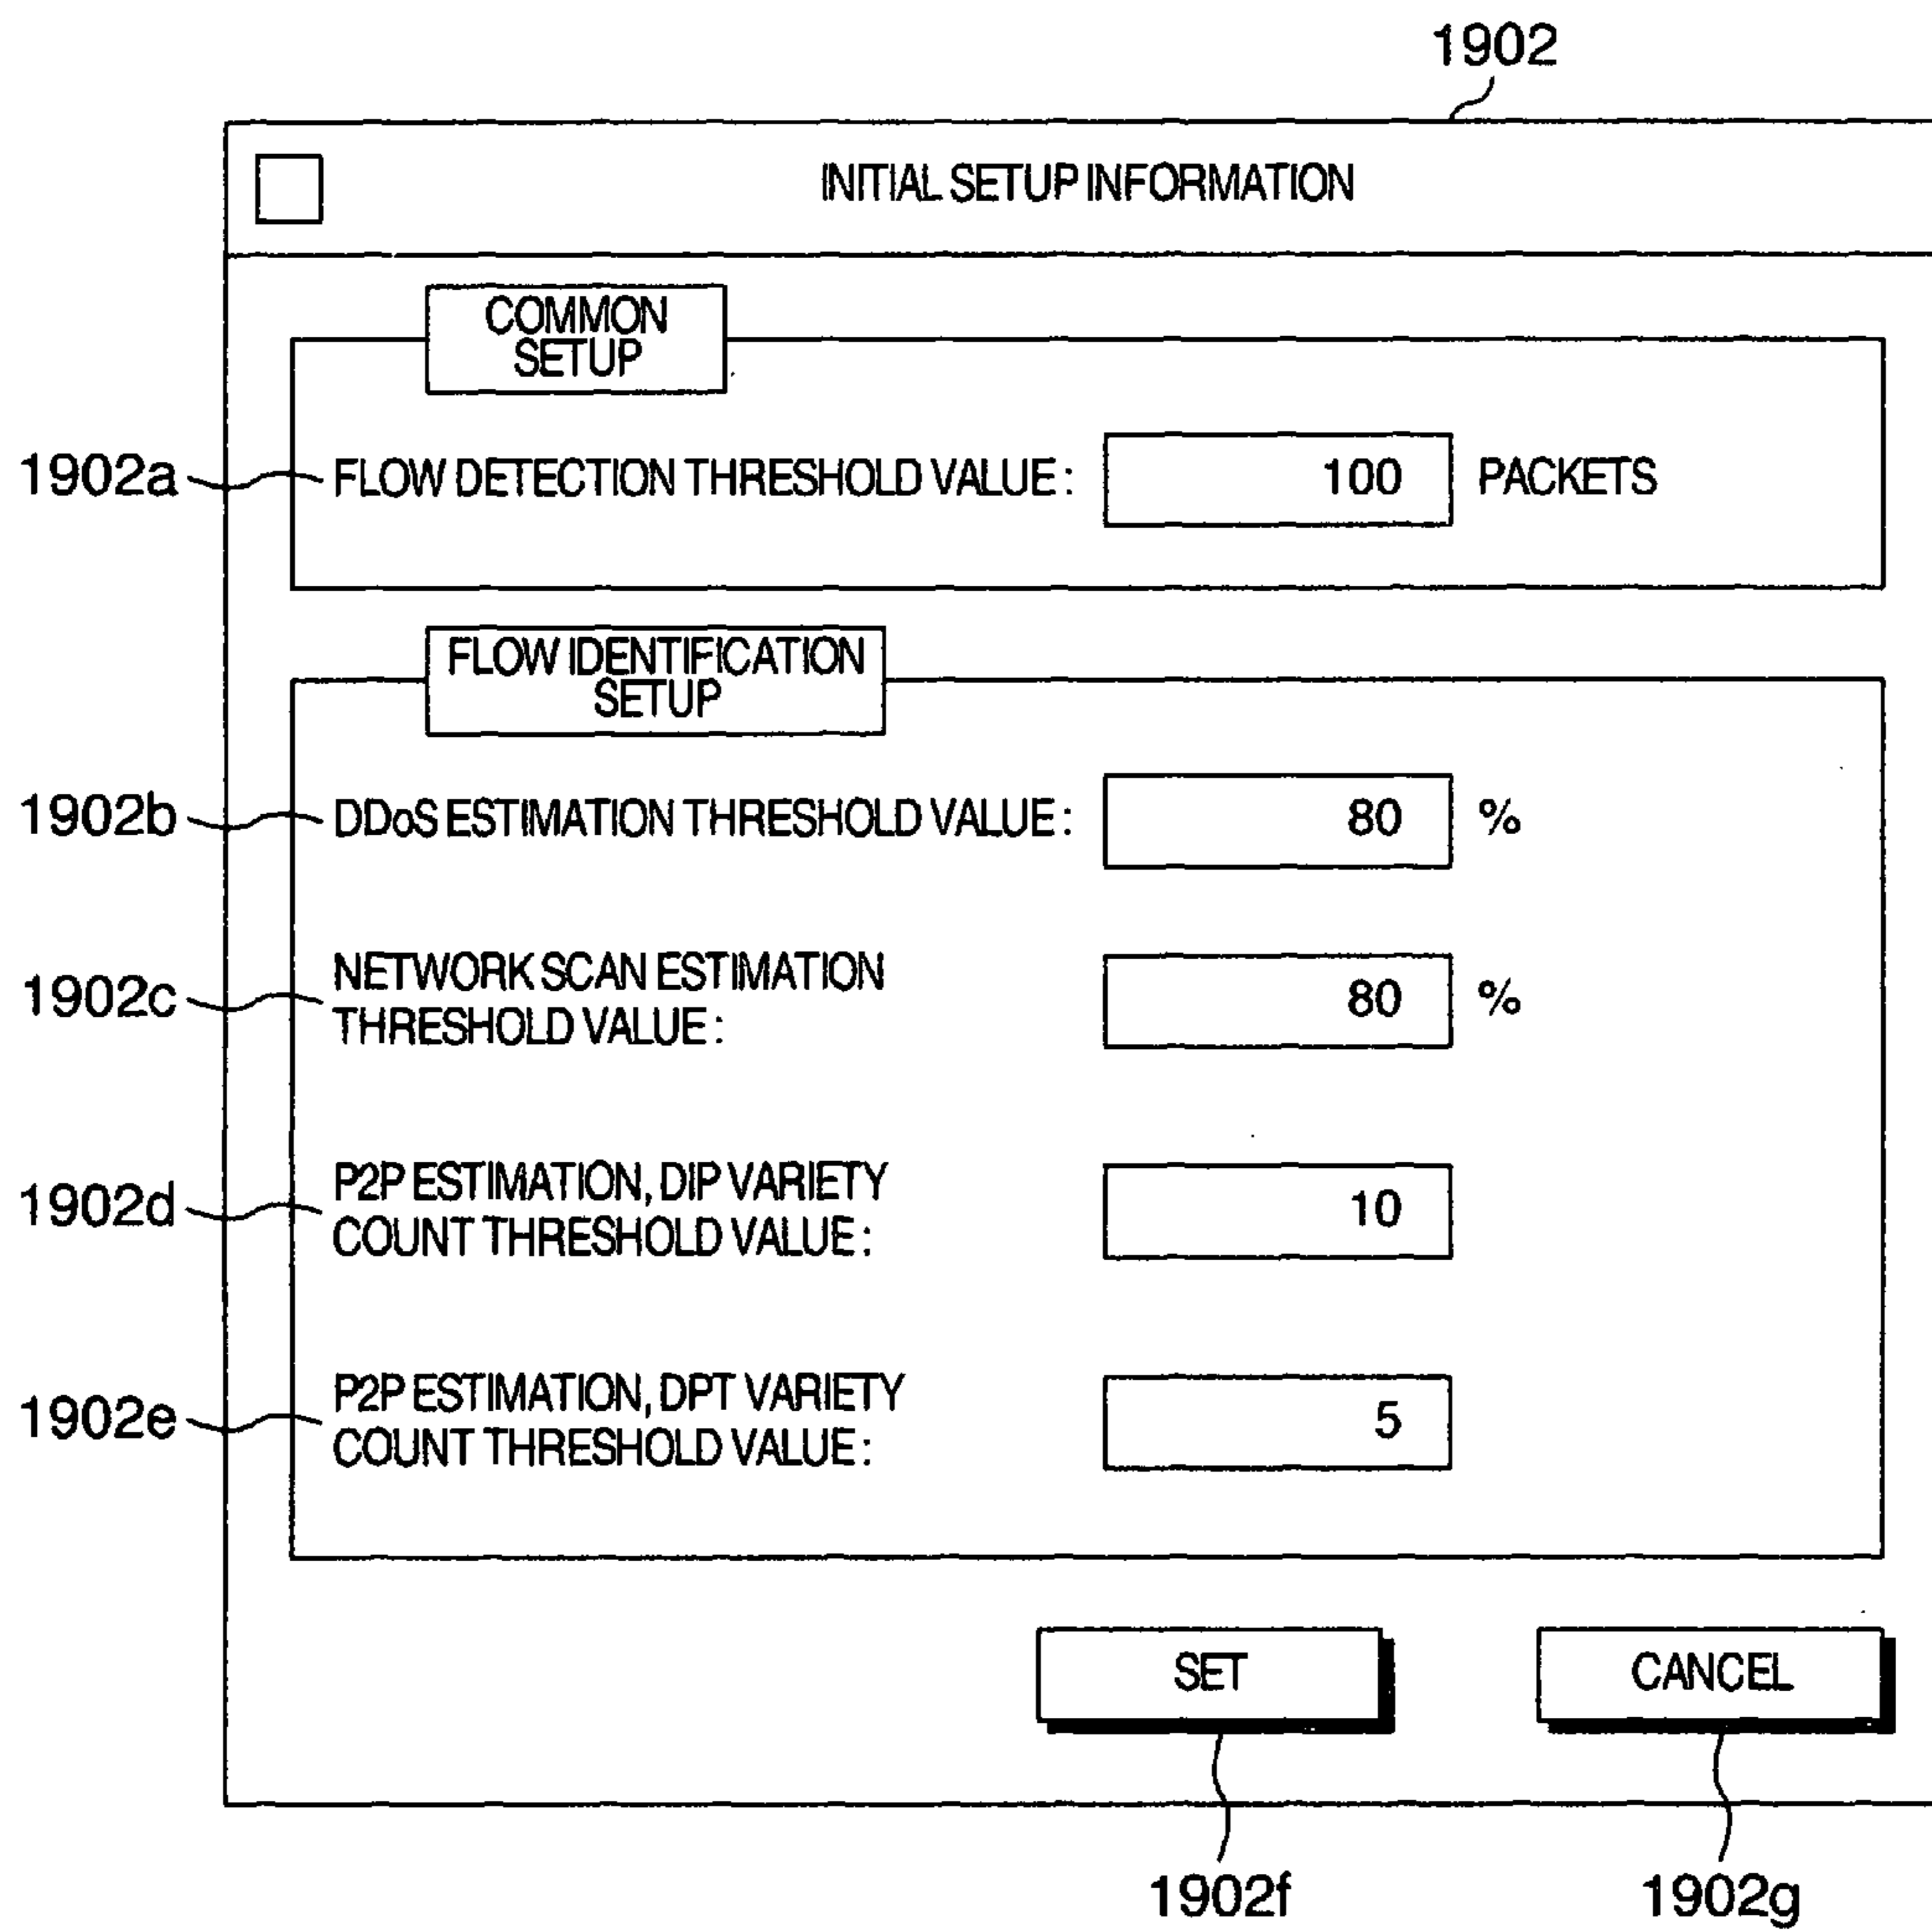 1902
INITIAL SETUP INFORMATION
COMMON
SETUP
1902a
FLOW DETECTION THRESHOLD VALUE : 100 PACKETS
FLOW IDENTIFICATION
SETUP
1902b
DDoS ESTIMATION THRESHOLD VALUE : 80 %
1902c
NETWORK SCAN ESTIMATION
THRESHOLD VALUE :
80 %
1902d
P2P ESTIMATION, DIP VARIETY
COUNT THRESHOLD VALUE :
10
1902e
P2P ESTIMATION, DPT VARIETY
COUNT THRESHOLD VALUE :
5
SET
CANCEL
1902f
1902g